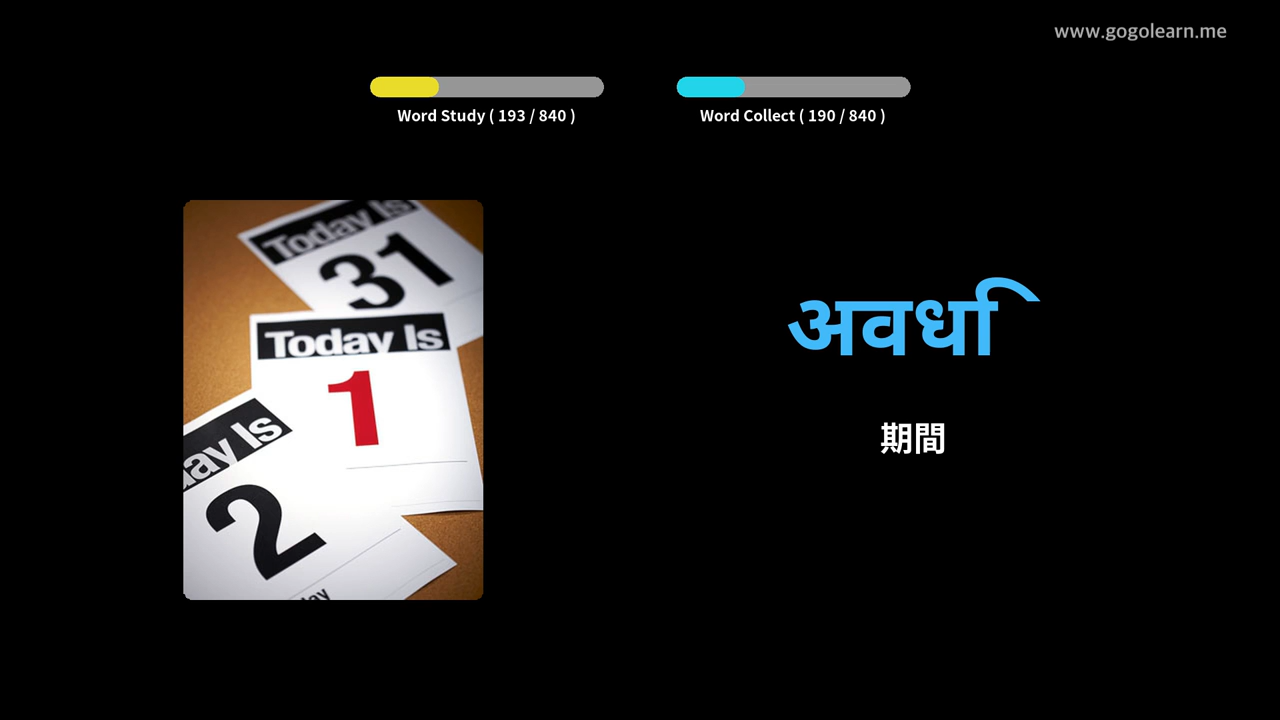 www.gogolearn.me
Word Study ( 193 / 840 )
Word Collect ( 190 / 840 )
Today Is
31
Today Is
1
ay Is
2
अवधि
期間